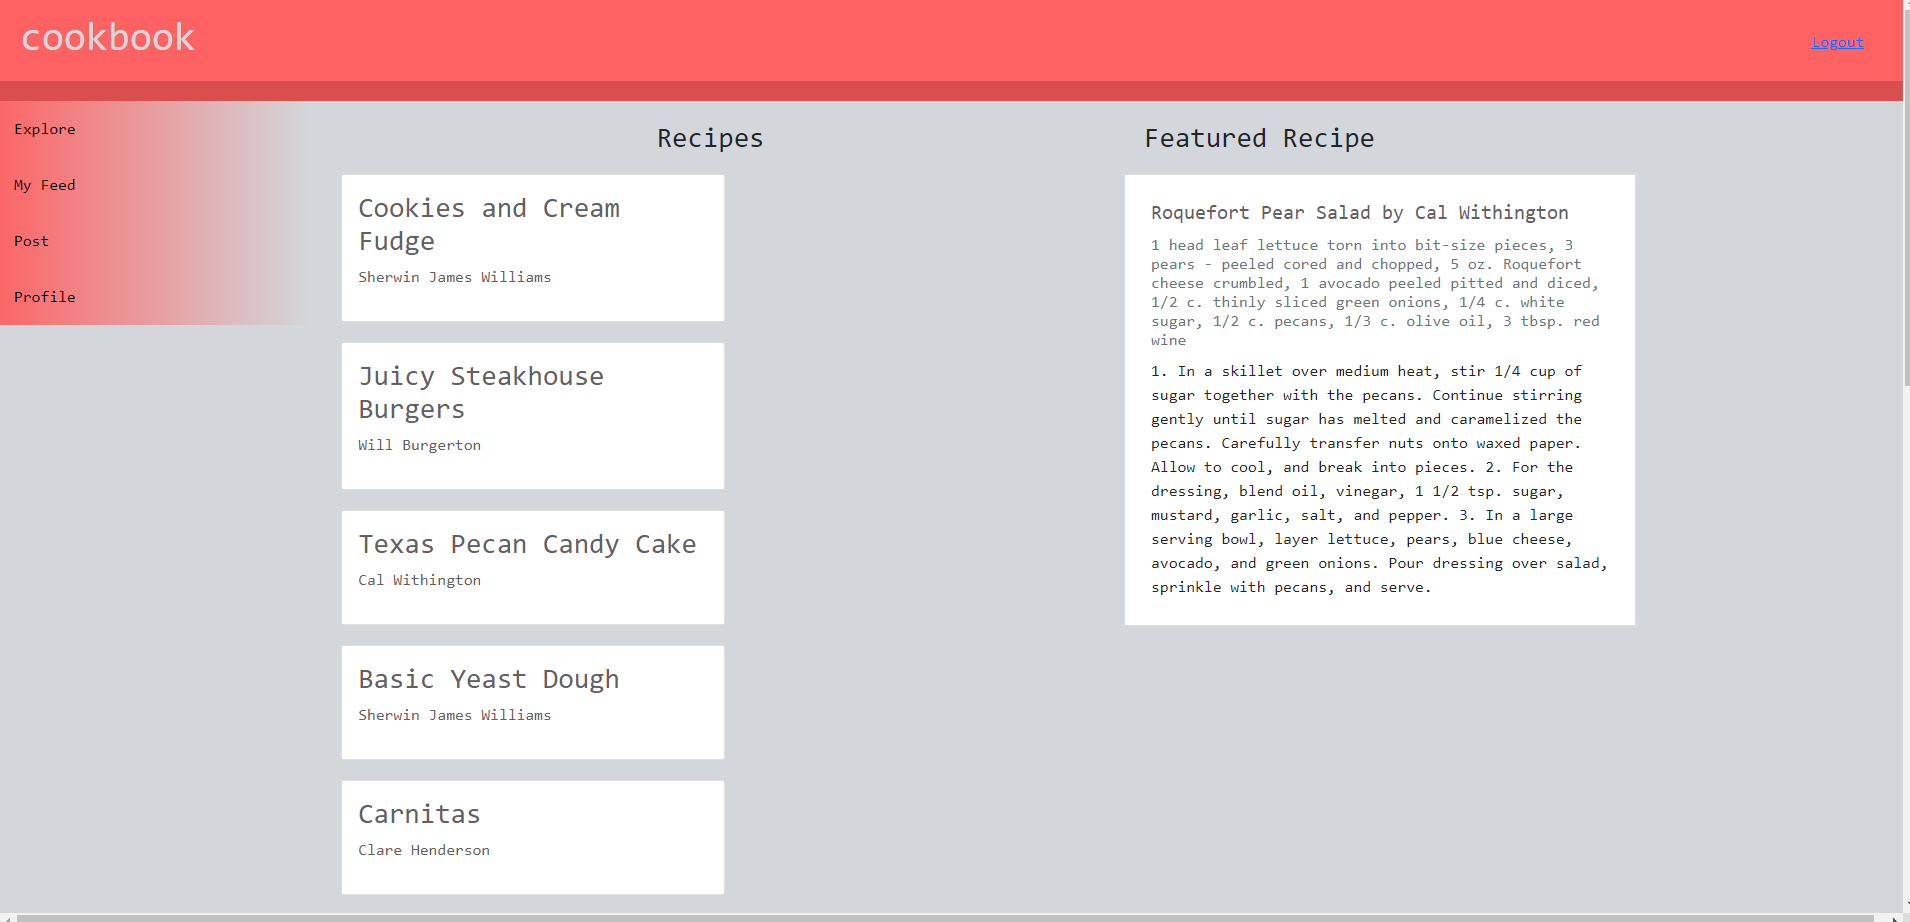 cookbook
Logout
Explore
My Feed
Post
Profile
Recipes
Cookies and Cream
Fudge
Sherwin James Williams
Juicy Steakhouse
Burgers
Will Burgerton
Texas Pecan Candy Cake
Cal Withington
Basic Yeast Dough
Sherwin James Williams
Carnitas
Clare Henderson
Featured Recipe
Roquefort Pear Salad by Cal Withington
1 head leaf lettuce torn into bit-size pieces, 3
pears - peeled cored and chopped, 5 oz. Roquefort
cheese crumbled, 1 avocado peeled pitted and diced,
1/2 c. thinly sliced green onions, 1/4 c. white
sugar, 1/2 c. pecans, 1/3 c. olive oil, 3 tbsp. red
wine
1. In a skillet over medium heat, stir 1/4 cup of
sugar together with the pecans. Continue stirring
gently until sugar has melted and caramelized the
pecans. Carefully transfer nuts onto waxed paper.
Allow to cool, and break into pieces. 2. For the
dressing, blend oil, vinegar, 1 1/2 tsp. sugar,
mustard, garlic, salt, and pepper. 3. In a large
serving bowl, layer lettuce, pears, blue cheese,
avocado, and green onions. Pour dressing over salad,
sprinkle with pecans, and serve.